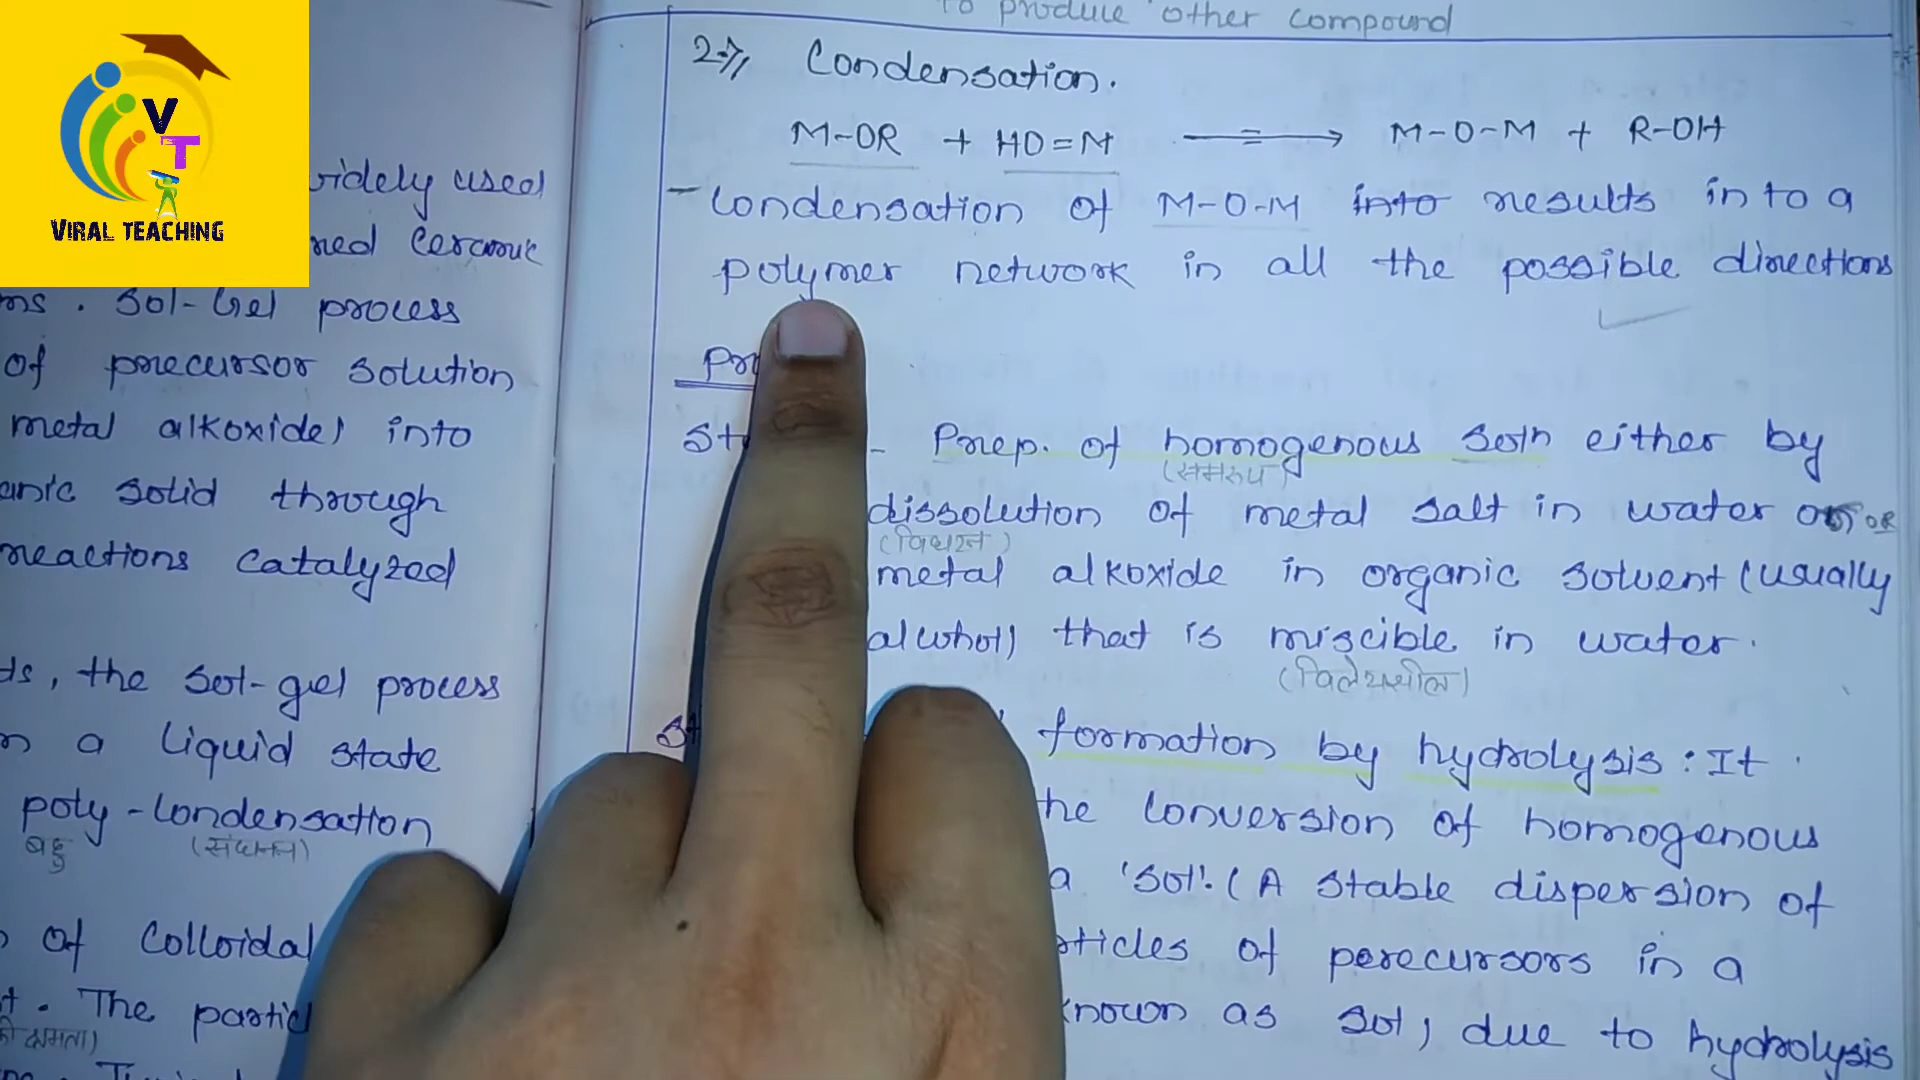 VT
VIRAL TEACHING
widely used
ceramic
. Sol-Gel process
of precursor solution
metal alkoxide) into
solid through
reactions catalyzed
, the sol-gel process
a liquid state
poly-condensation
बहु (संघनन)
of colloidal
. The
to produce other compound
2→ Condensation.
M-OR + HO=M ⟶ M-O-M + R-OH
- Condensation of M-O-M into results in to a
polymer network in all the possible directions
- Prep. of homogenous soln either by
(समरूप)
dissolution of metal salt in water or OR
(विघटन)
metal alkoxide in organic solvent (usually
alcohol) that is miscible in water.
formation by hydrolysis: It
the conversion of homogenous
a 'sol'. (A stable dispersion of
of perecursors in a
known as sol, due to hydrolysis